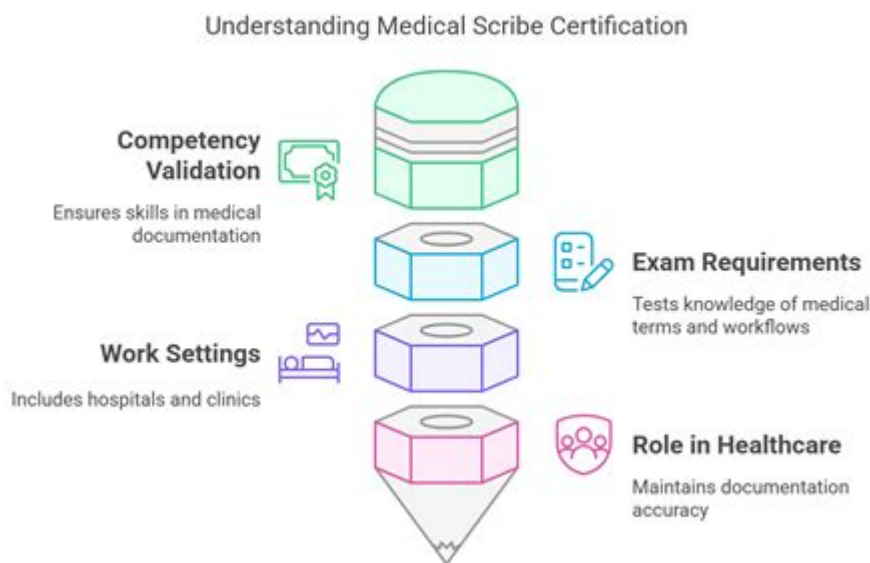 Understanding Medical Scribe Certification
Competency
Validation
Ensures skills in medical
documentation
Exam Requirements
Tests knowledge of medical
terms and workflows
Work Settings
Includes hospitals and clinics
Role in Healthcare
Maintains documentation
accuracy